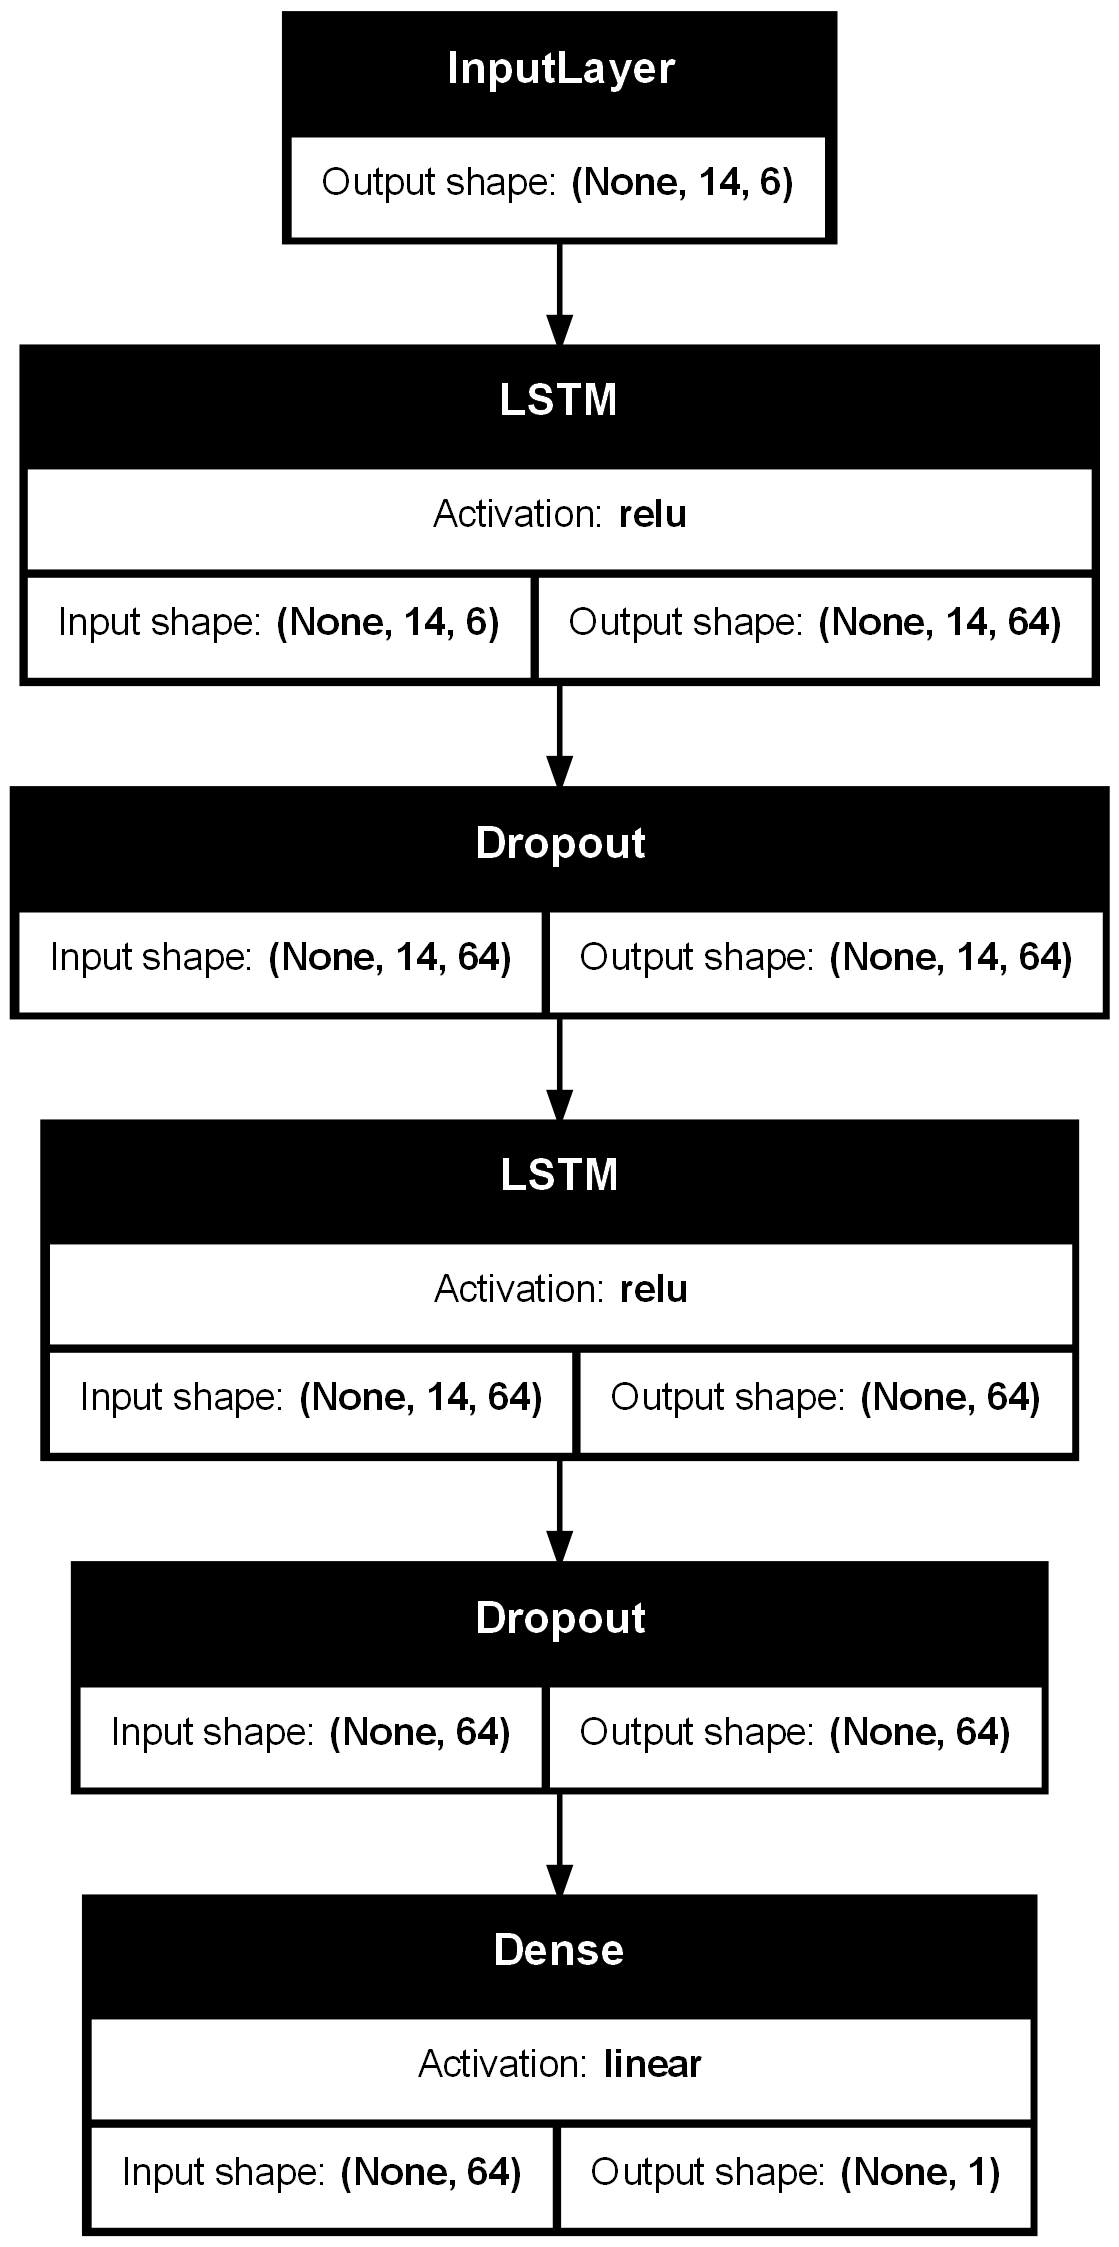 InputLayer
Output shape: (None, 14, 6)
LSTM
Activation: relu
Input shape: (None, 14, 6) Output shape: (None, 14, 64)
Dropout
Input shape: (None, 14, 64) Output shape: (None, 14, 64)
LSTM
Activation: relu
Input shape: (None, 14, 64) Output shape: (None, 64)
Dropout
Input shape: (None, 64) Output shape: (None, 64)
Dense
Activation: linear
Input shape: (None, 64) Output shape: (None, 1)